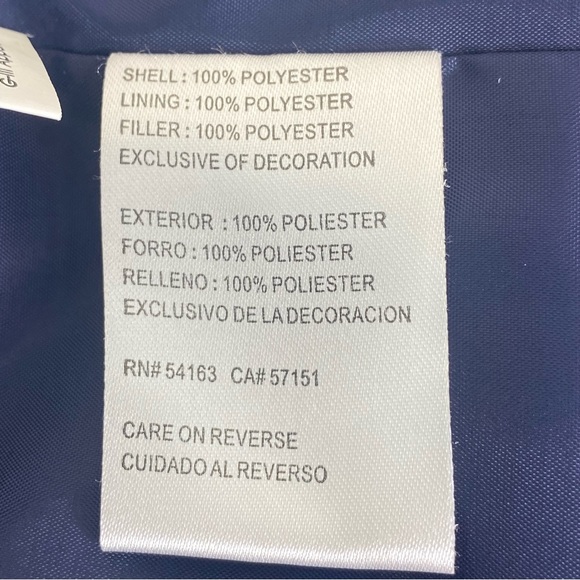 SHELL : 100% POLYESTER
LINING : 100% POLYESTER
FILLER : 100% POLYESTER
EXCLUSIVE OF DECORATION
EXTERIOR : 100% POLIESTER
FORRO : 100% POLIESTER
RELLENO : 100% POLIESTER
EXCLUSIVO DE LA DECORACION
RN# 54163 CA# 57151
CARE ON REVERSE
CUIDADO AL REVERSO